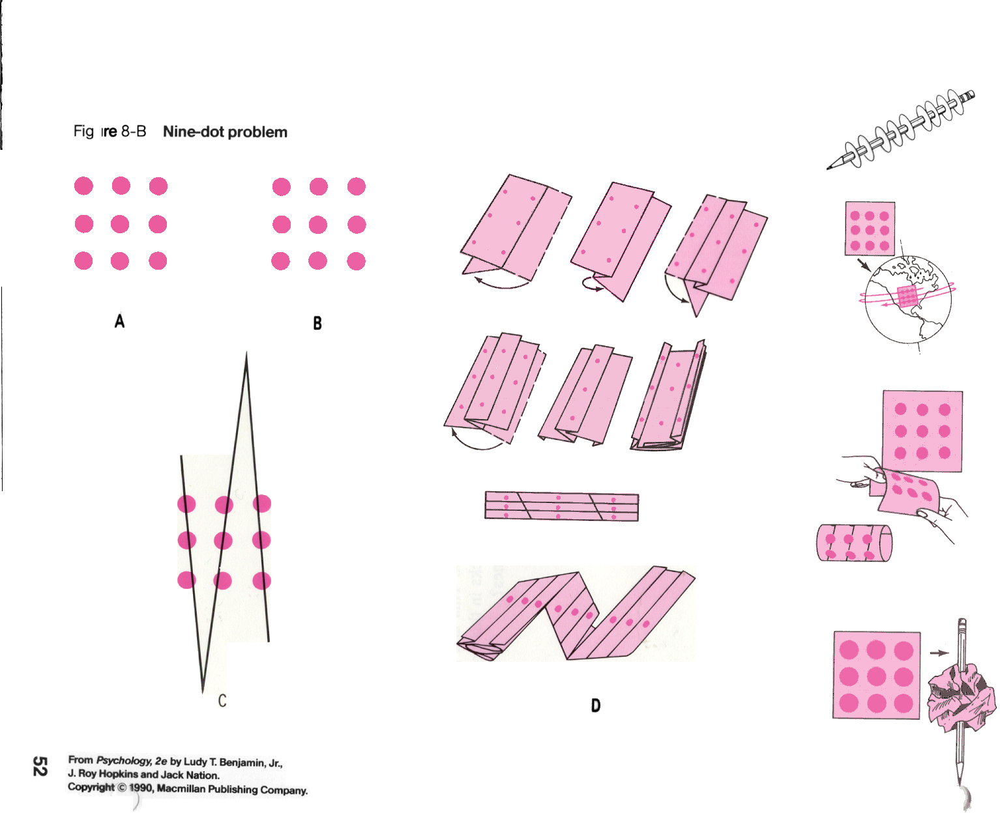 Fig ıre 8-B Nine-dot problem
A
B
C
D
52
From Psychology, 2e by Ludy T. Benjamin, Jr.,
J. Roy Hopkins and Jack Nation.
Copyright © 1990, Macmillan Publishing Company.